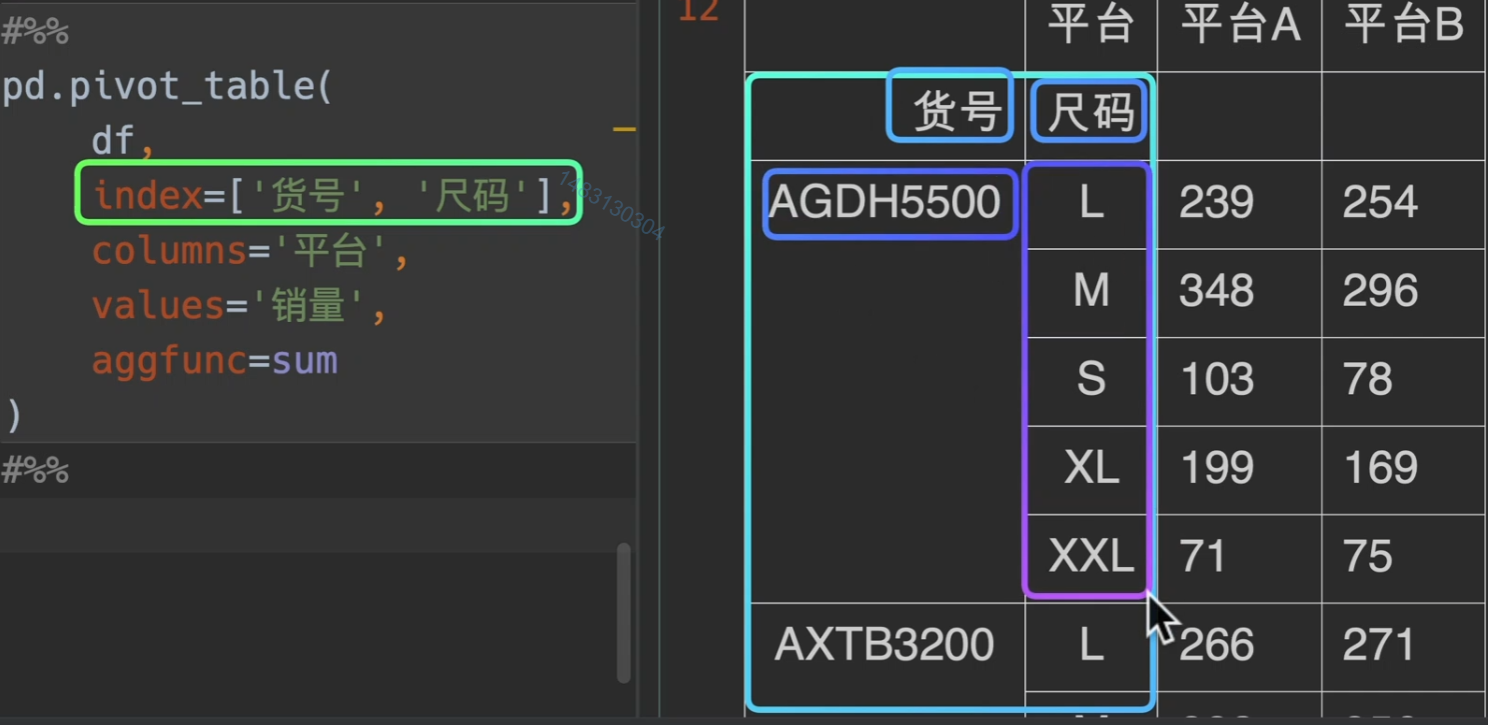 #%%
pd.pivot_table(
df,
index=['货号', '尺码'],
columns='平台',
values='销量',
aggfunc=sum
)
#%%
1483130304
12
平台 平台A 平台B
货号 尺码
AGDH5500 L 239 254
M 348 296
S 103 78
XL 199 169
XXL 71 75
AXTB3200 L 266 271